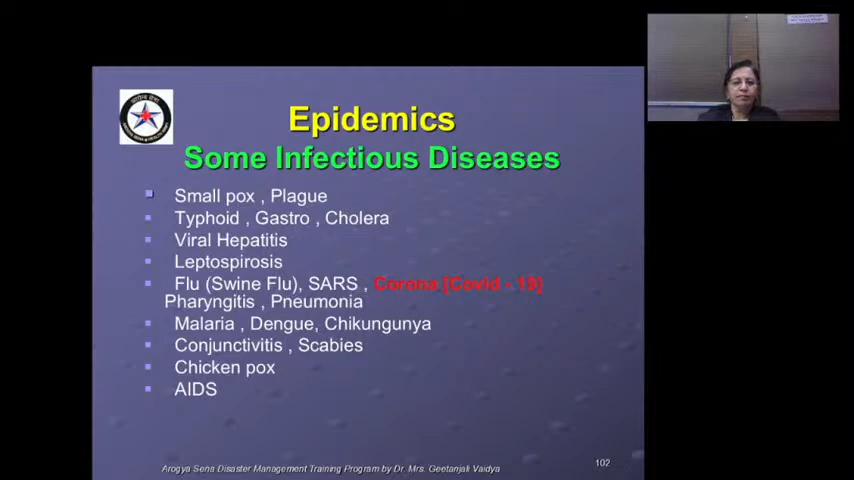 Epidemics
Some Infectious Diseases
Small pox , Plague
Typhoid , Gastro , Cholera
Viral Hepatitis
Leptospirosis
Flu (Swine Flu), SARS , Corona [Covid - 19]
Pharyngitis , Pneumonia
Malaria , Dengue, Chikungunya
Conjunctivitis , Scabies
Chicken pox
AIDS
Arogya Sena Disaster Management Training Program by Dr. Mrs. Geetanjali Vaidya
102